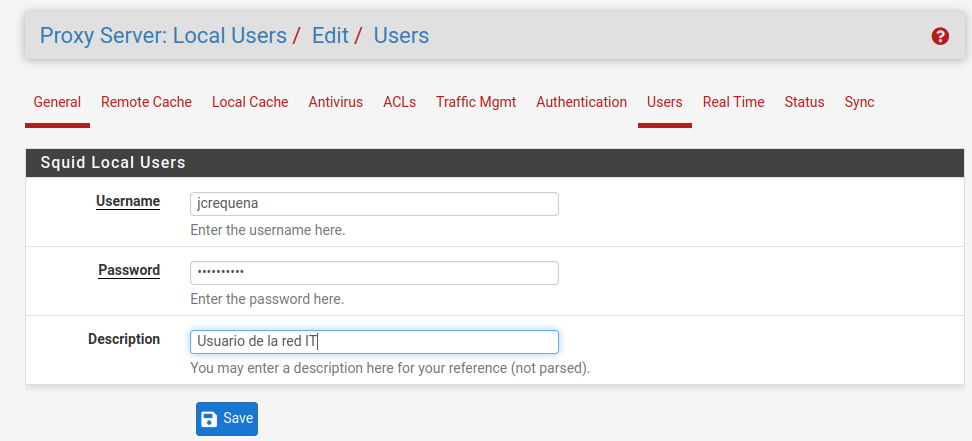 Proxy Server: Local Users / Edit / Users
General Remote Cache Local Cache Antivirus ACLs Traffic Mgmt Authentication Users Real Time Status Sync
Squid Local Users
Username jcrequena
Enter the username here.
Password ••••••••••
Enter the password here.
Description Usuario de la red IT
You may enter a description here for your reference (not parsed).
Save